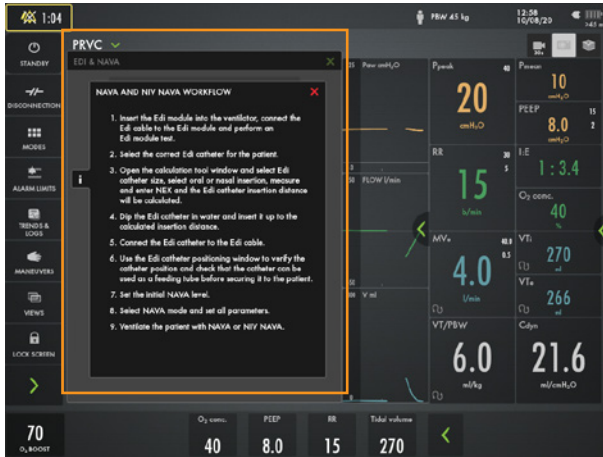 1:04
PBW 45 kg
12:58
10/08/20
STANDBY
DISCONNECTION
MODES
ALARM LIMITS
TRENDS &
LOGS
MANEUVERS
VIEWS
LOCK SCREEN
70
O₂ BOOST
PRVC
EDI & NAVA
NAVA AND NIV NAVA WORKFLOW
1. Insert the Edi module into the ventilator, connect the
Edi cable to the Edi module and perform an
Edi module test.
2. Select the correct Edi catheter for the patient.
3. Open the calculation tool window and select Edi
catheter size, select oral or nasal insertion, measure
and enter NEX and the Edi catheter insertion distance
will be calculated.
4. Dip the Edi catheter in water and insert it up to the
calculated insertion distance.
5. Connect the Edi catheter to the Edi cable.
6. Use the Edi catheter positioning window to verify the
catheter position and check that the catheter can be
used as a feeding tube before securing it to the patient.
7. Set the initial NAVA level.
8. Select NAVA mode and set all parameters.
9. Ventilate the patient with NAVA or NIV NAVA.
i
Paw cmH₂O
FLOW l/min
V ml
Ppeak
40
20
cmH₂O
Pmean
10
cmH₂O
PEEP
15
8.0
2
cmH₂O
RR
30
5
15
b/min
I:E
1 : 3.4
O₂ conc.
40
%
MVe
40.0
0.5
4.0
l/min
VTi
270
ml
VTe
266
ml
VT/PBW
6.0
ml/kg
Cdyn
21.6
ml/cmH₂O
O₂ conc.
40
PEEP
8.0
RR
15
Tidal volume
270